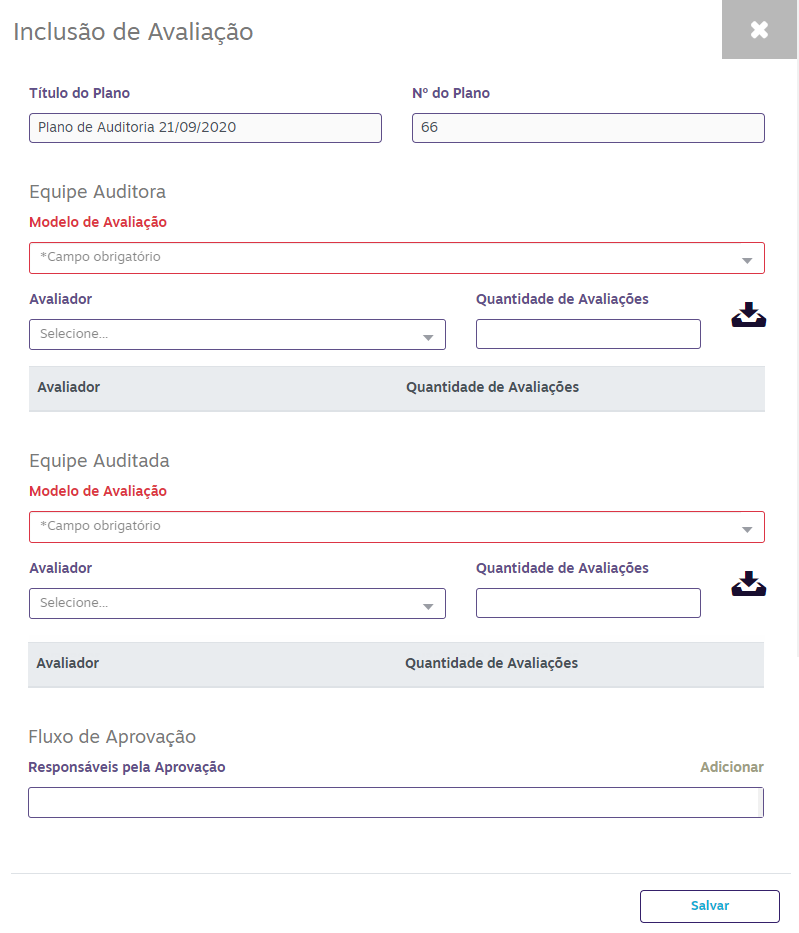 Inclusão de Avaliação
Título do Plano Nº do Plano
Plano de Auditoria 21/09/2020 66
Equipe Auditora
Modelo de Avaliação
*Campo obrigatório
Avaliador Quantidade de Avaliações
Selecione...
Avaliador Quantidade de Avaliações
Equipe Auditada
Modelo de Avaliação
*Campo obrigatório
Avaliador Quantidade de Avaliações
Selecione...
Avaliador Quantidade de Avaliações
Fluxo de Aprovação
Responsáveis pela Aprovação Adicionar
Salvar